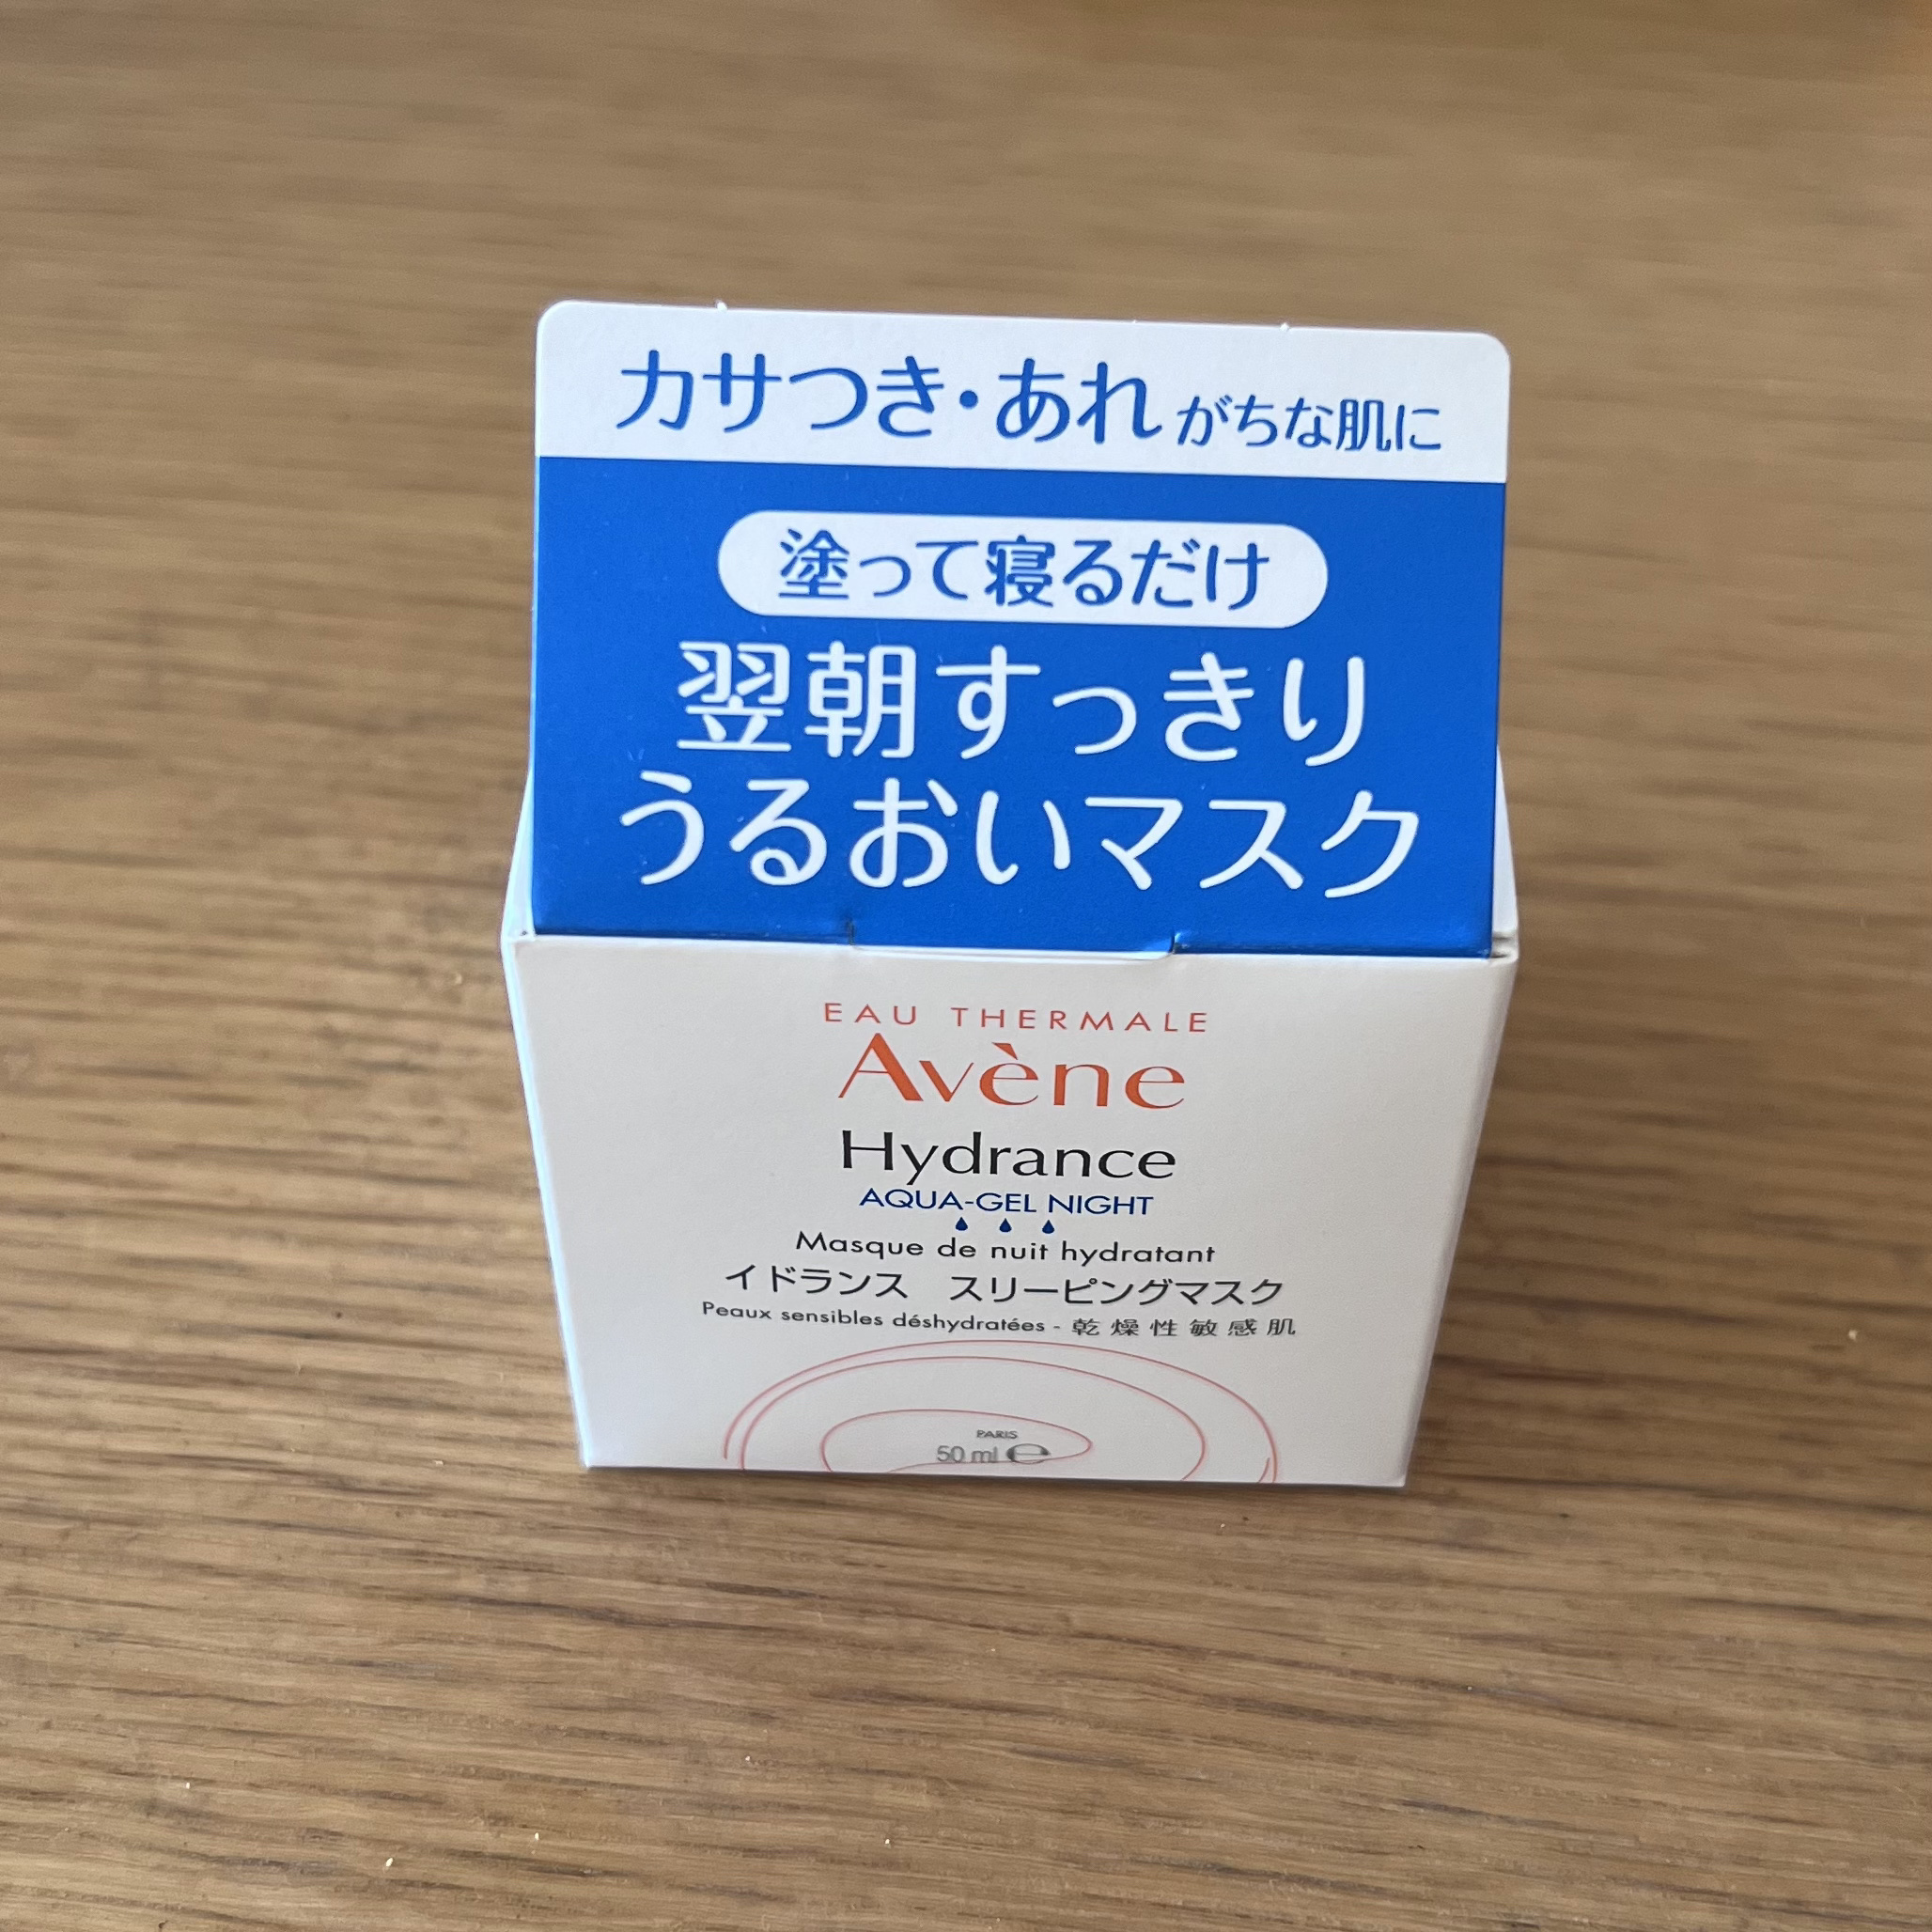 カサつき・あれがちな肌に
塗って寝るだけ
翌朝すっきり
うるおいマスク
EAU THERMALE
Avène
Hydrance
AQUA-GEL NIGHT
Masque de nuit hydratant
イドランス　スリーピングマスク
Peaux sensibles déshydratées - 乾燥性敏感肌
PARIS
50 ml ℮